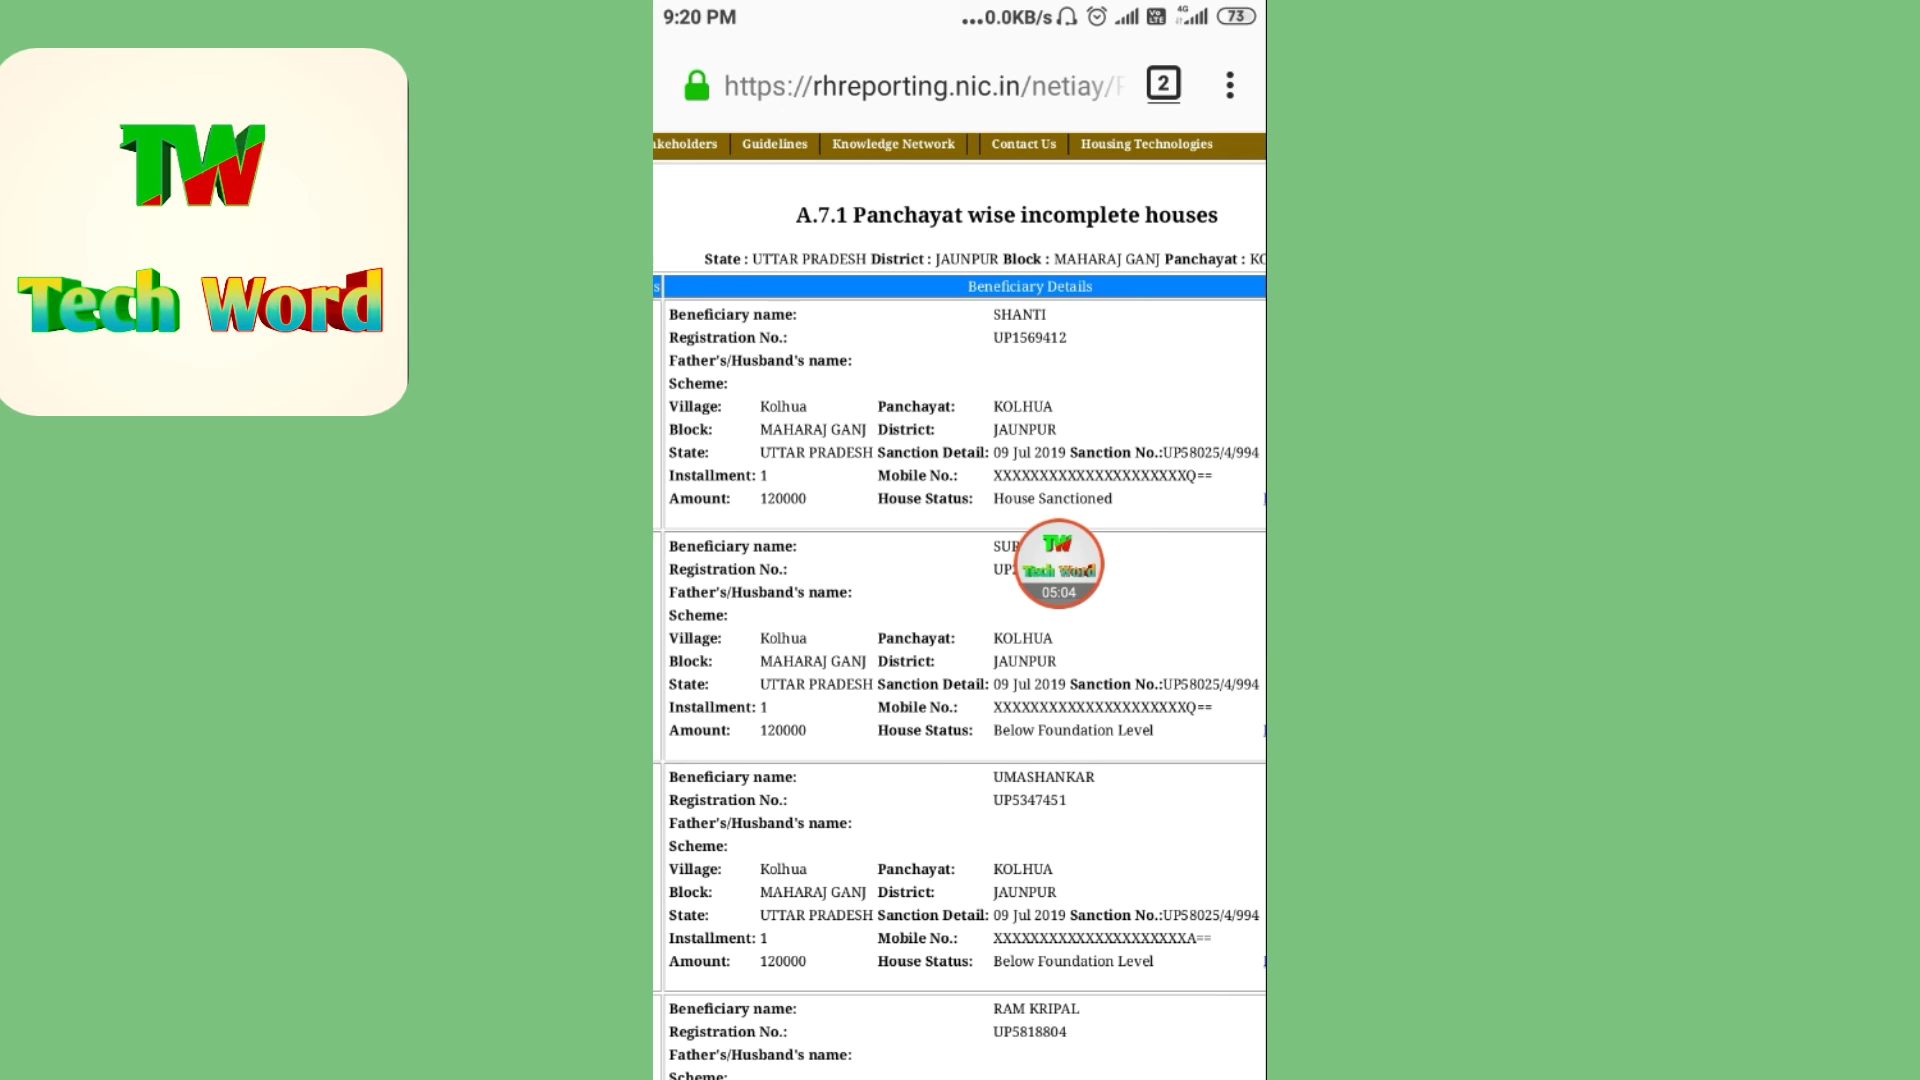 9:20 PM
...0.0KB/s
4G
VoLTE
73
TW
Tech Word
https://rhreporting.nic.in/netiay/
2
Guidelines
Knowledge Network
Contact Us
Housing Technologies
A.7.1 Panchayat wise incomplete houses
State : UTTAR PRADESH District : JAUNPUR Block : MAHARAJ GANJ Panchayat :
Beneficiary Details
Beneficiary name: SHANTI
Registration No.: UP1569412
Father's/Husband's name:
Scheme:
Village: Kolhua Panchayat: KOLHUA
Block: MAHARAJ GANJ District: JAUNPUR
State: UTTAR PRADESH Sanction Detail: 09 Jul 2019 Sanction No.:UP58025/4/994
Installment: 1 Mobile No.: XXXXXXXXXXXXXXXXXXXXXQ==
Amount: 120000 House Status: House Sanctioned
Beneficiary name:
Registration No.:
TW
Tech Word
05:04
Father's/Husband's name:
Scheme:
Village: Kolhua Panchayat: KOLHUA
Block: MAHARAJ GANJ District: JAUNPUR
State: UTTAR PRADESH Sanction Detail: 09 Jul 2019 Sanction No.:UP58025/4/994
Installment: 1 Mobile No.: XXXXXXXXXXXXXXXXXXXXXQ==
Amount: 120000 House Status: Below Foundation Level
Beneficiary name: UMASHANKAR
Registration No.: UP5347451
Father's/Husband's name:
Scheme:
Village: Kolhua Panchayat: KOLHUA
Block: MAHARAJ GANJ District: JAUNPUR
State: UTTAR PRADESH Sanction Detail: 09 Jul 2019 Sanction No.:UP58025/4/994
Installment: 1 Mobile No.: XXXXXXXXXXXXXXXXXXXXXA==
Amount: 120000 House Status: Below Foundation Level
Beneficiary name: RAM KRIPAL
Registration No.: UP5818804
Father's/Husband's name:
Scheme: